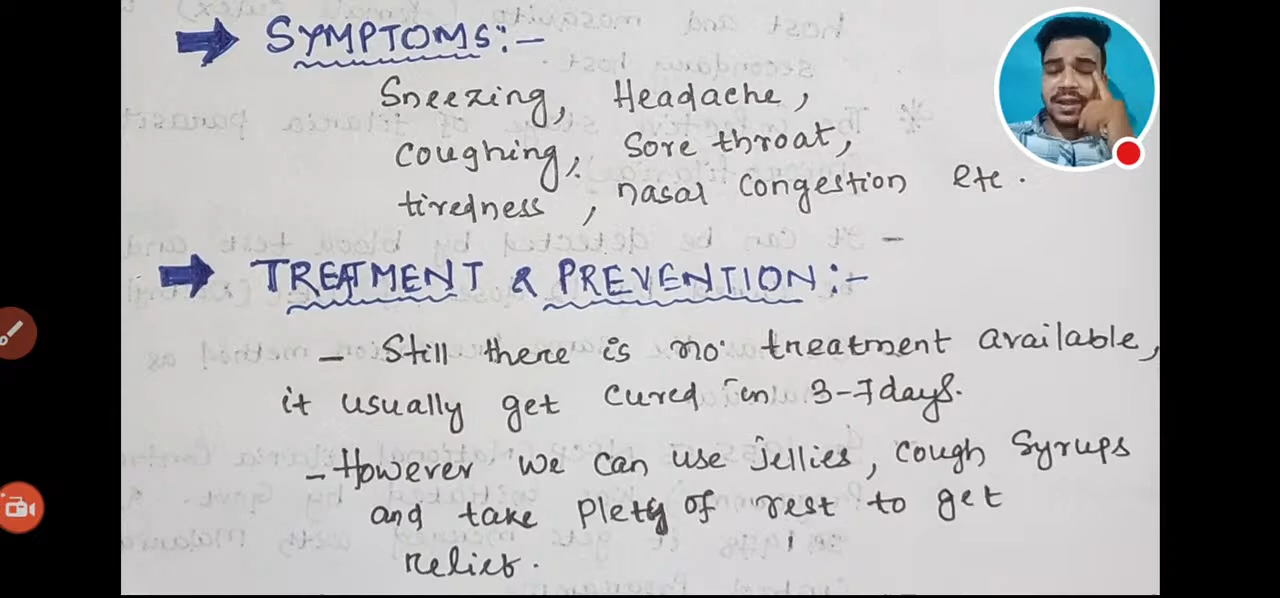 SYMPTOMS:-
Sneezing, Headache,
Coughing, Sore throat,
tiredness, nasal Congestion etc.
TREATMENT & PREVENTION:-
- Still there is no treatment available,
it usually get cured in 3-7 days.
- However we can use Jellies, Cough Syrups
and take plety of rest to get
relief.